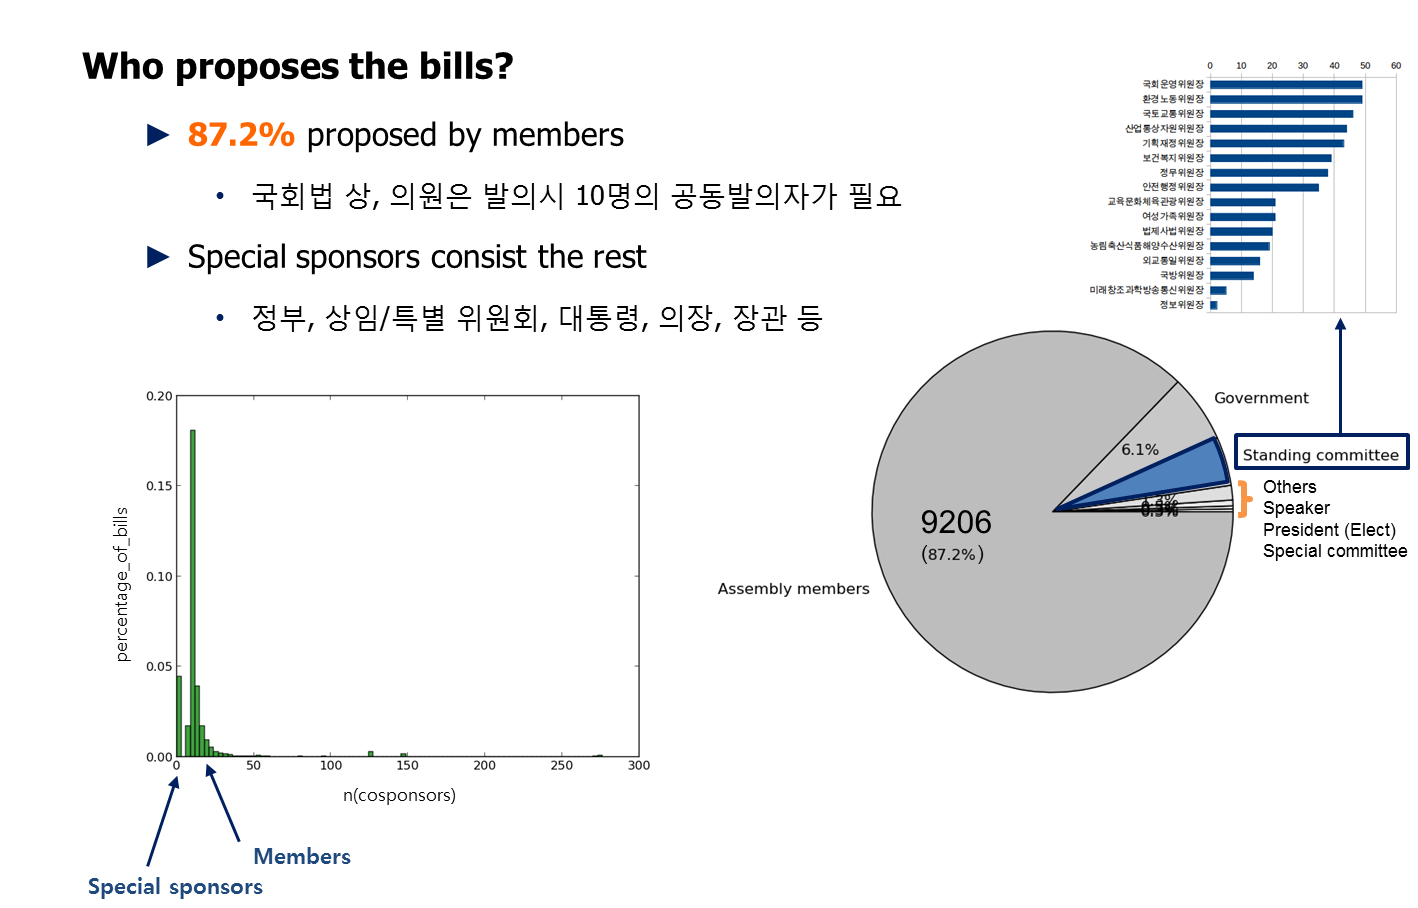 Who proposes the bills?
► 87.2% proposed by members
• 국회법 상, 의원은 발의시 10명의 공동발의자가 필요
► Special sponsors consist the rest
• 정부, 상임/특별 위원회, 대통령, 의장, 장관 등
0 10 20 30 40 50 60
국회운영위원장
환경노동위원장
국토교통위원장
산업통상자원위원장
기획재정위원장
보건복지위원장
정무위원장
안전행정위원장
교육문화체육관광위원장
여성가족위원장
법제사법위원장
농림축산식품해양수산위원장
외교통일위원장
국방위원장
미래창조과학방송통신위원장
정보위원장
0.20
0.15
0.10
0.05
0.00
percentage_of_bills
0 50 100 150 200 250 300
n(cosponsors)
Members
Special sponsors
Government
6.1%
Standing committee
Others
Speaker
President (Elect)
Special committee
9206
(87.2%)
Assembly members